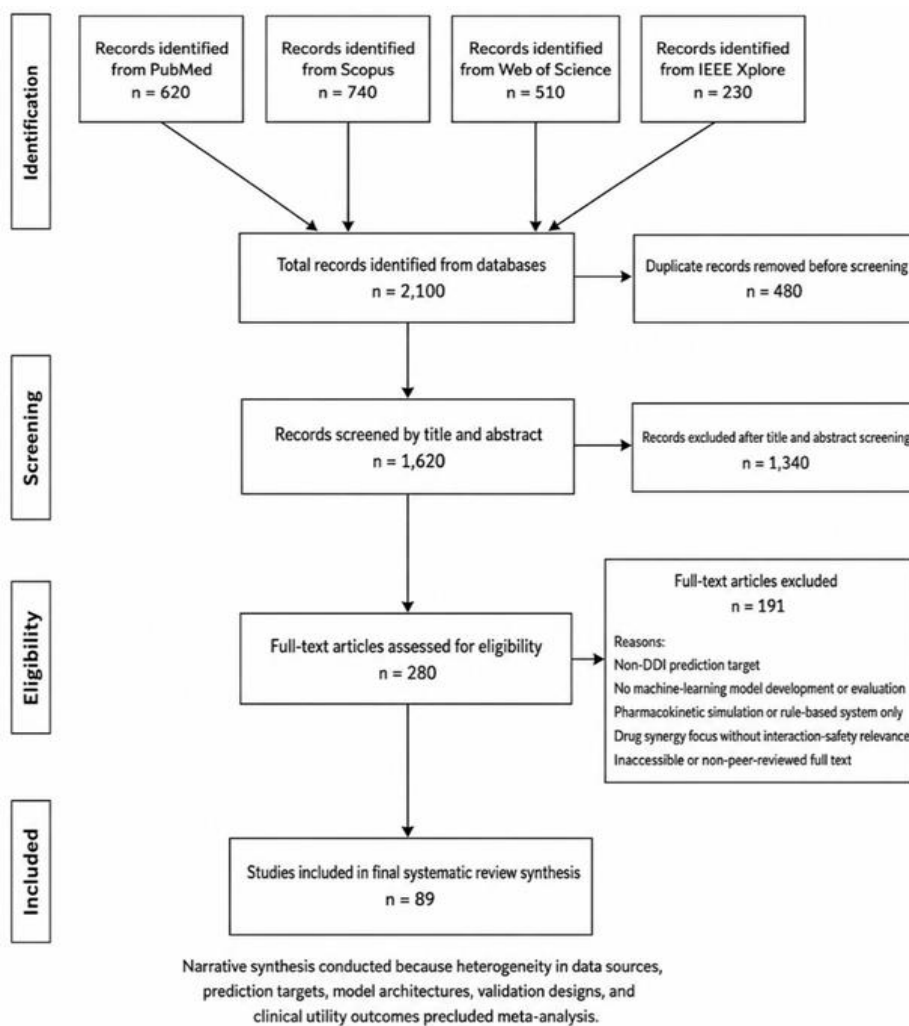 Identification
Records identified
from PubMed
n = 620
Records identified
from Scopus
n = 740
Records identified
from Web of Science
n = 510
Records identified
from IEEE Xplore
n = 230
Total records identified from databases
n = 2,100
Duplicate records removed before screening
n = 480
Screening
Records screened by title and abstract
n = 1,620
Records excluded after title and abstract screening
n = 1,340
Eligibility
Full-text articles assessed for eligibility
n = 280
Full-text articles excluded
n = 191
Reasons:
Non-DDI prediction target
No machine-learning model development or evaluation
Pharmacokinetic simulation or rule-based system only
Drug synergy focus without interaction-safety relevance
Inaccessible or non-peer-reviewed full text
Included
Studies included in final systematic review synthesis
n = 89
Narrative synthesis conducted because heterogeneity in data sources,
prediction targets, model architectures, validation designs, and
clinical utility outcomes precluded meta-analysis.